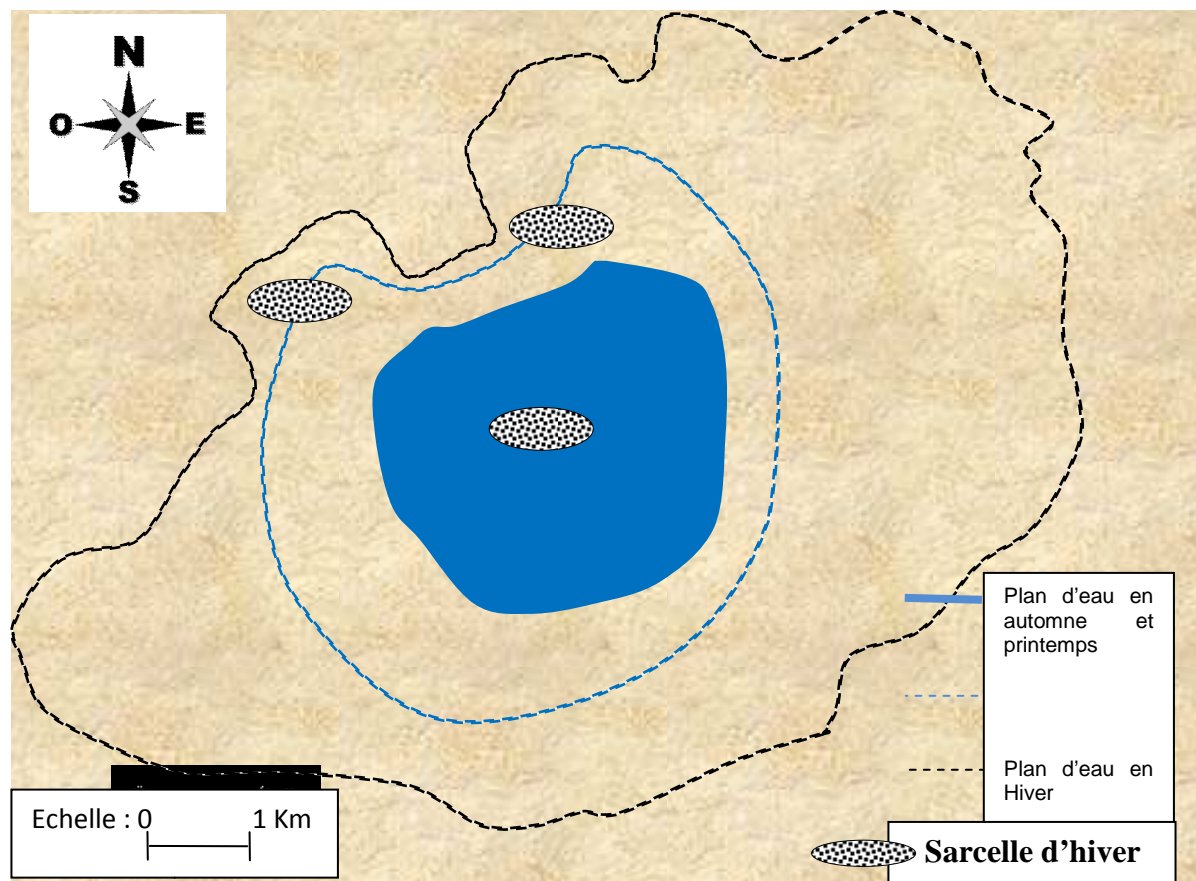 N
O E
S
Plan d'eau en
automne et
printemps
Plan d'eau en
Hiver
Echelle : 0 1 Km
Sarcelle d'hiver